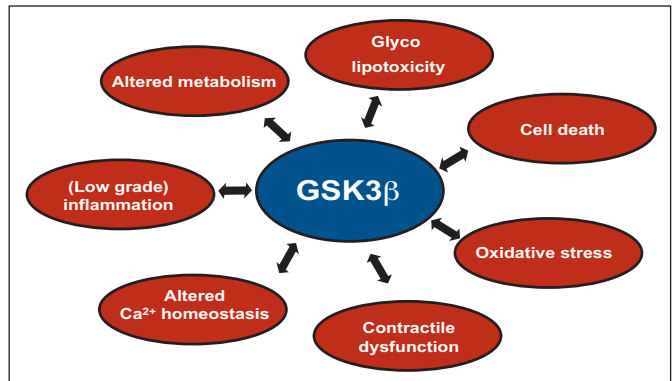 Glyco
lipotoxicity
Altered metabolism
Cell death
(Low grade)
inflammation
GSK3β
Oxidative stress
Altered
Ca²⁺ homeostasis
Contractile
dysfunction